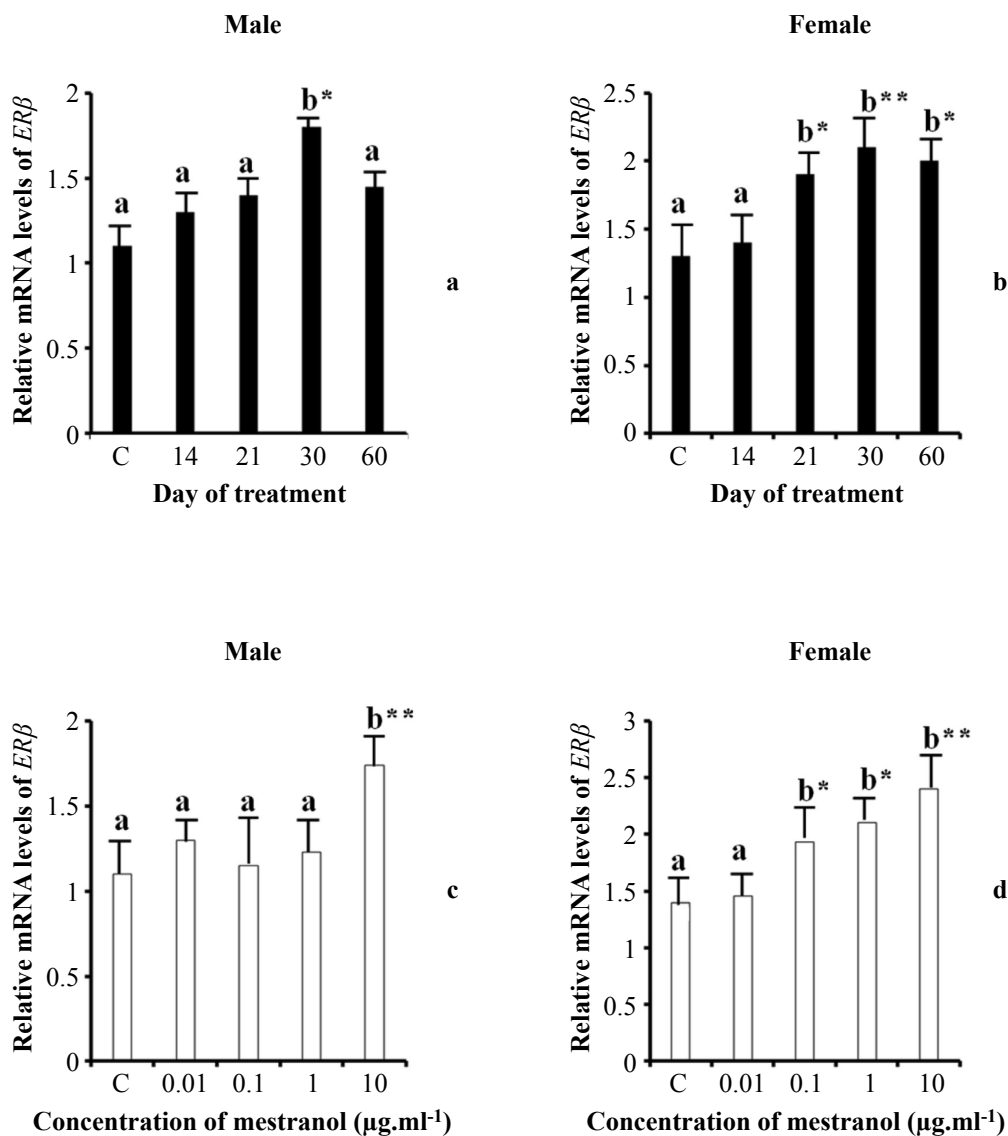 Male
Relative mRNA levels of ERβ
2
1.5
1
0.5
0
a
a
a
b*
a
C 14 21 30 60
Day of treatment
a
Female
Relative mRNA levels of ERβ
2.5
2
1.5
1
0.5
0
a
a
b*
b**
b*
C 14 21 30 60
Day of treatment
b
Male
Relative mRNA levels of ERβ
2
1.5
1
0.5
0
a
a
a
a
b**
C 0.01 0.1 1 10
Concentration of mestranol (µg.ml-1)
c
Female
Relative mRNA levels of ERβ
3
2.5
2
1.5
1
0.5
0
a
a
b*
b*
b**
C 0.01 0.1 1 10
Concentration of mestranol (µg.ml-1)
d